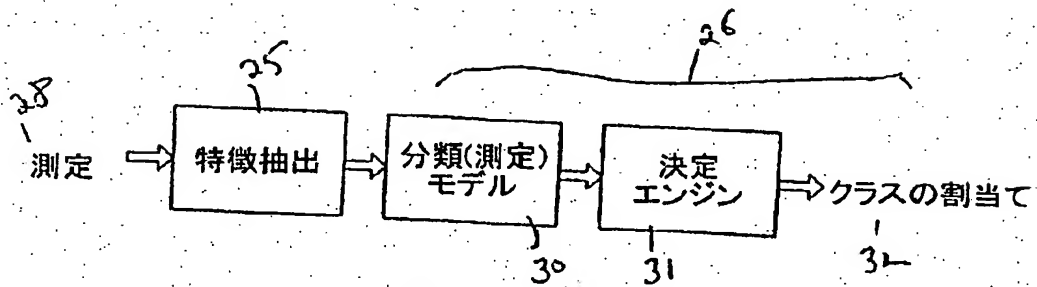 26
25
28
測定
特徴抽出
分類(測定)
モデル
決定
エンジン
クラスの割当て
30
31
32